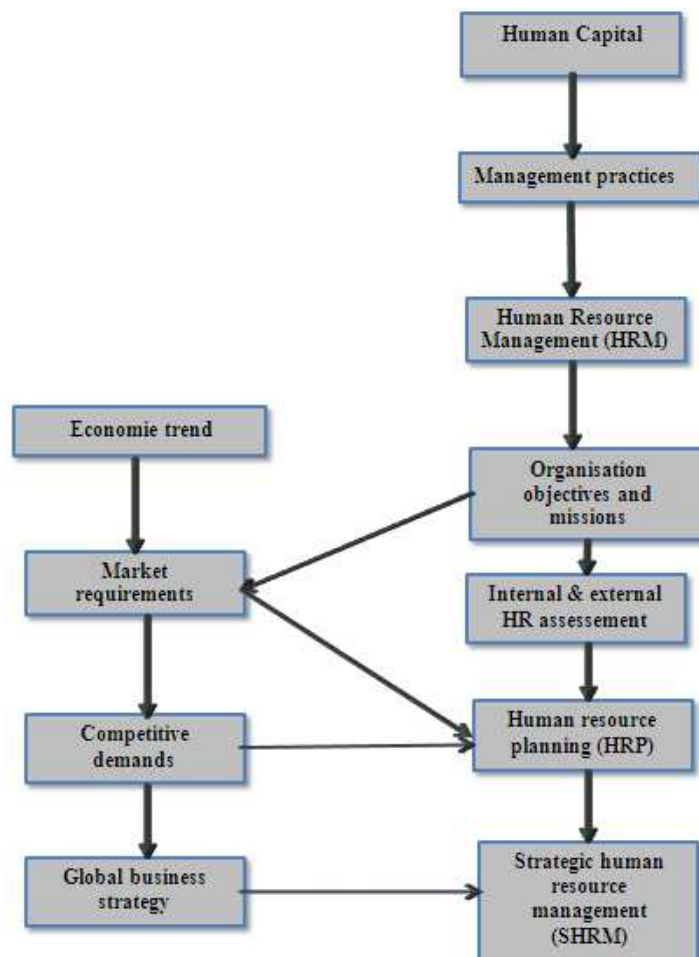 Human Capital
Management practices
Human Resource
Management (HRM)
Economie trend
Organisation
objectives and
missions
Market
requirements
Internal & external
HR assessement
Competitive
demands
Human resource
planning (HRP)
Global business
strategy
Strategic human
resource
management
(SHRM)